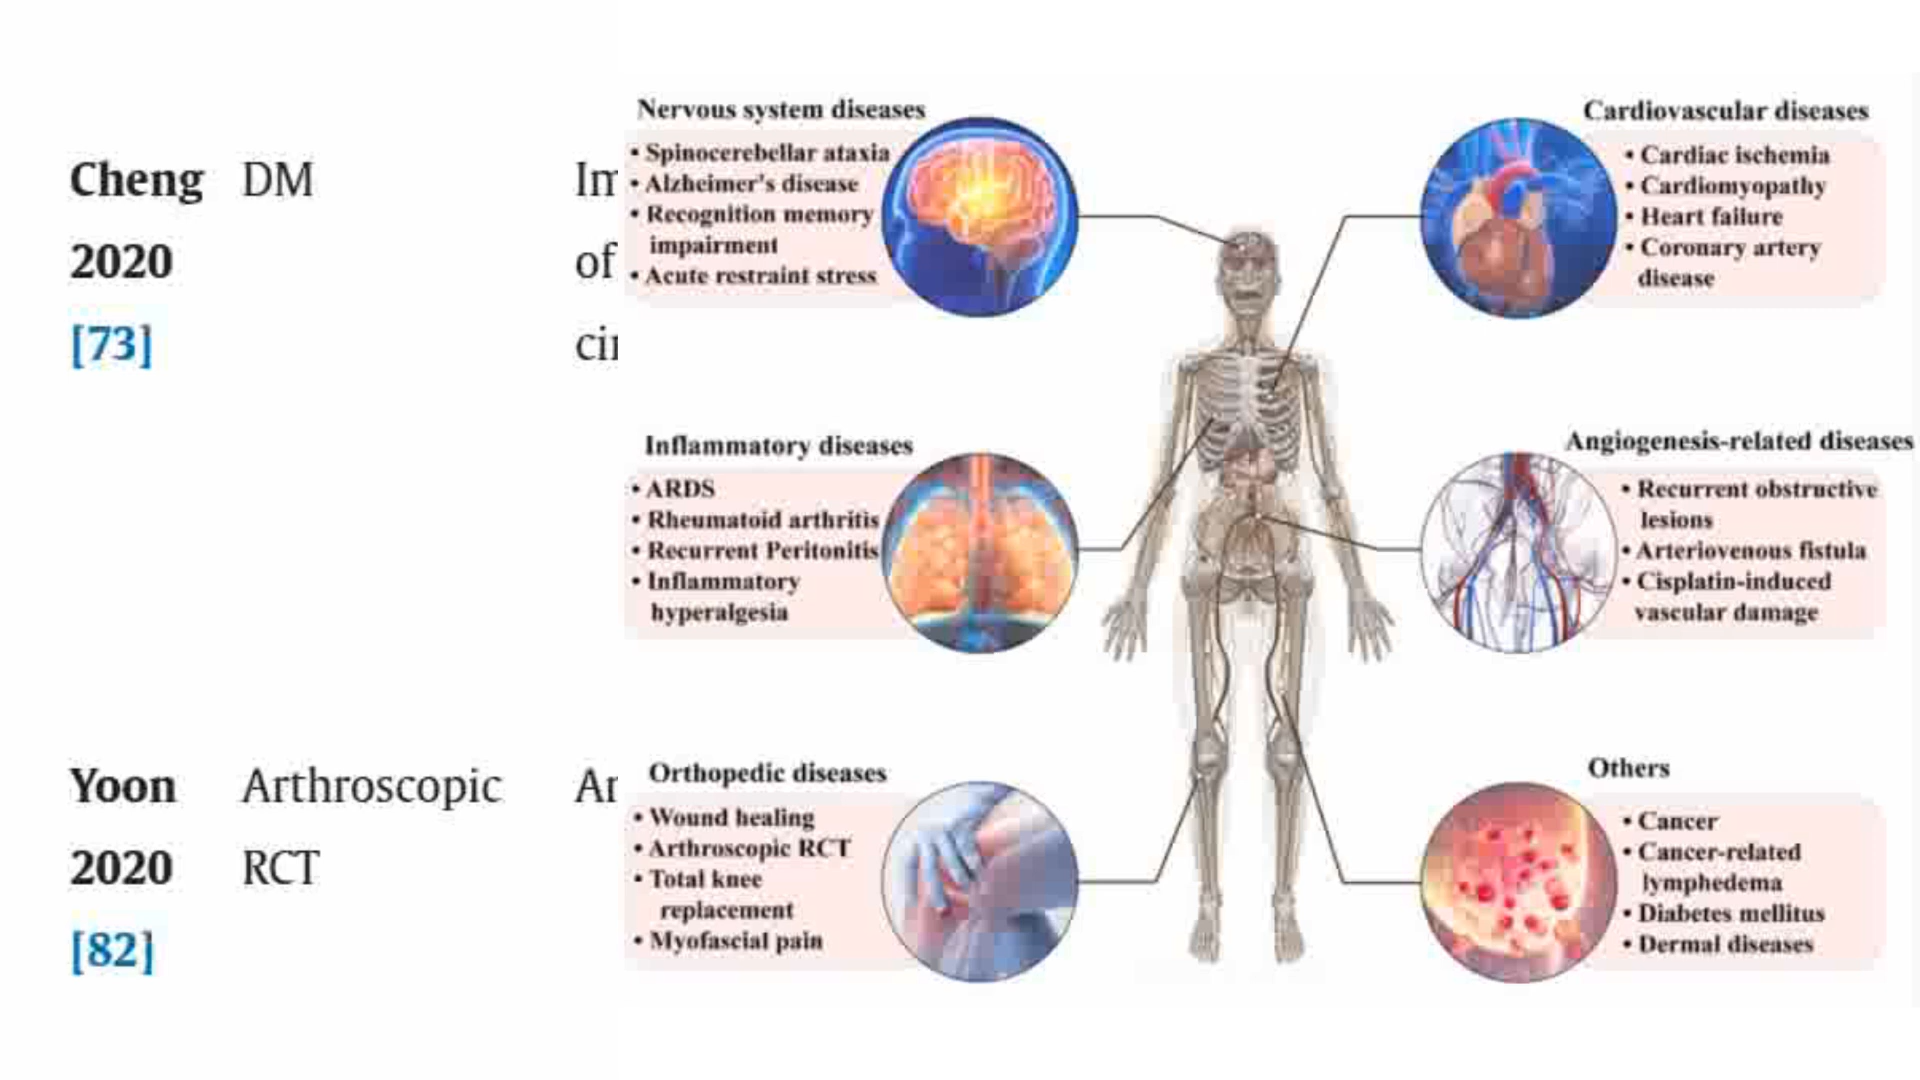 Cheng DM Im
2020 of
[73] cir
Yoon Arthroscopic Ar
2020 RCT
[82]
Nervous system diseases
• Spinocerebellar ataxia
• Alzheimer's disease
• Recognition memory
impairment
• Acute restraint stress
Cardiovascular diseases
• Cardiac ischemia
• Cardiomyopathy
• Heart failure
• Coronary artery
disease
Inflammatory diseases
• ARDS
• Rheumatoid arthritis
• Recurrent Peritonitis
• Inflammatory
hyperalgesia
Angiogenesis-related diseases
• Recurrent obstructive
lesions
• Arteriovenous fistula
• Cisplatin-induced
vascular damage
Orthopedic diseases
• Wound healing
• Arthroscopic RCT
• Total knee
replacement
• Myofascial pain
Others
• Cancer
• Cancer-related
lymphedema
• Diabetes mellitus
• Dermal diseases